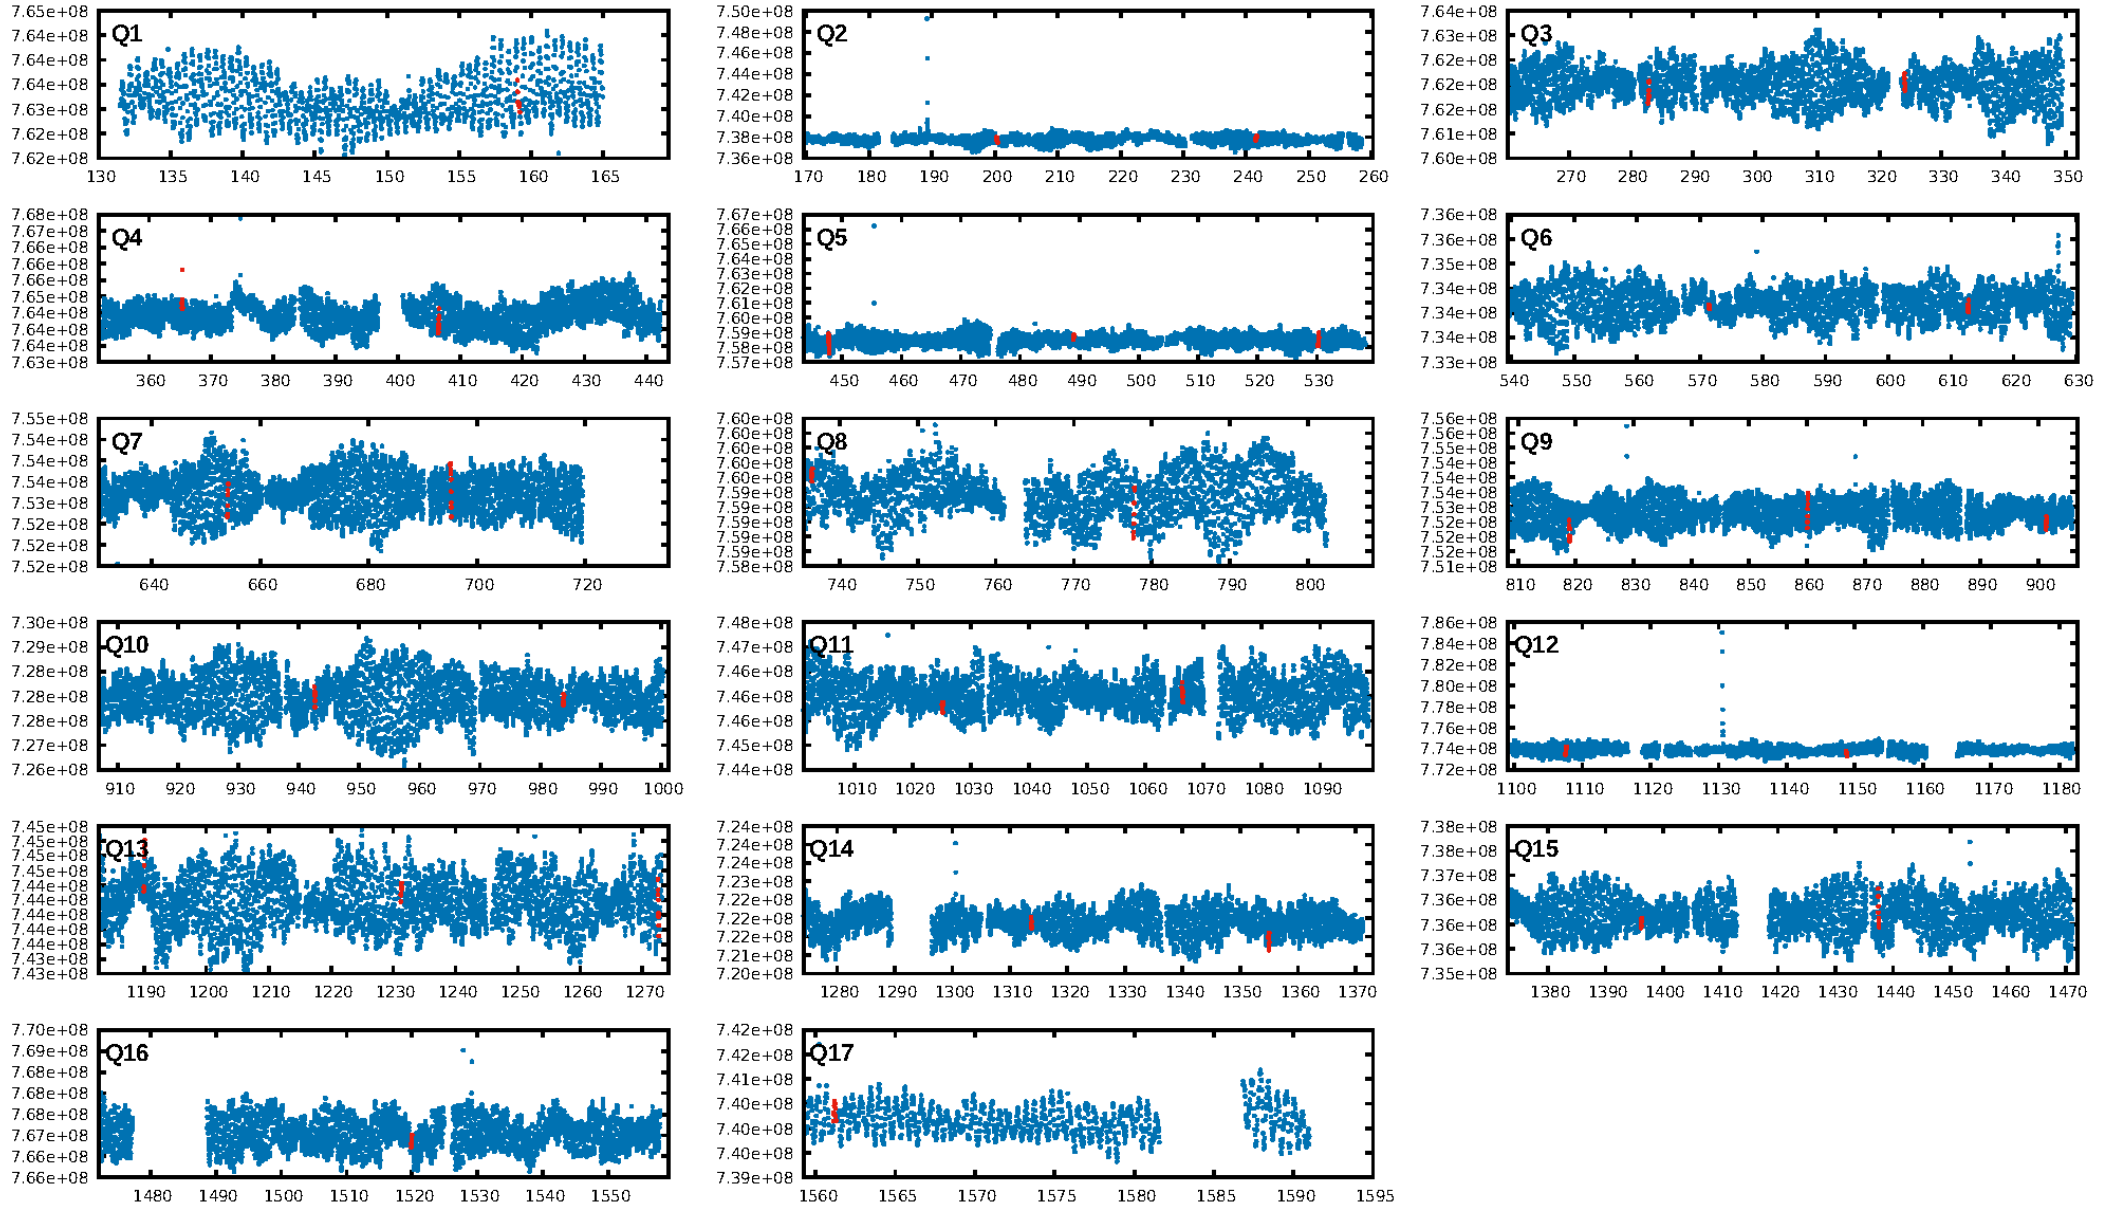 Q1
7.65e+08
7.64e+08
7.64e+08
7.64e+08
7.63e+08
7.62e+08
7.62e+08
130 135 140 145 150 155 160 165
Q2
7.50e+08
7.48e+08
7.46e+08
7.44e+08
7.42e+08
7.40e+08
7.38e+08
7.36e+08
170 180 190 200 210 220 230 240 250 260
Q3
7.64e+08
7.63e+08
7.62e+08
7.62e+08
7.62e+08
7.61e+08
7.60e+08
270 280 290 300 310 320 330 340 350
Q4
7.68e+08
7.67e+08
7.66e+08
7.66e+08
7.66e+08
7.65e+08
7.64e+08
7.64e+08
7.64e+08
7.63e+08
360 370 380 390 400 410 420 430 440
Q5
7.67e+08
7.66e+08
7.65e+08
7.64e+08
7.63e+08
7.62e+08
7.61e+08
7.60e+08
7.59e+08
7.58e+08
7.57e+08
450 460 470 480 490 500 510 520 530
Q6
7.36e+08
7.36e+08
7.35e+08
7.34e+08
7.34e+08
7.34e+08
7.33e+08
540 550 560 570 580 590 600 610 620 630
Q7
7.55e+08
7.54e+08
7.54e+08
7.54e+08
7.53e+08
7.52e+08
7.52e+08
7.52e+08
640 660 680 700 720
Q8
7.60e+08
7.60e+08
7.60e+08
7.60e+08
7.60e+08
7.59e+08
7.59e+08
7.59e+08
7.59e+08
7.59e+08
7.58e+08
740 750 760 770 780 790 800
Q9
7.56e+08
7.56e+08
7.55e+08
7.54e+08
7.54e+08
7.54e+08
7.53e+08
7.52e+08
7.52e+08
7.52e+08
7.51e+08
810 820 830 840 850 860 870 880 890 900
Q10
7.30e+08
7.29e+08
7.28e+08
7.28e+08
7.28e+08
7.27e+08
7.26e+08
910 920 930 940 950 960 970 980 990 1000
Q11
7.48e+08
7.47e+08
7.46e+08
7.46e+08
7.46e+08
7.45e+08
7.44e+08
1010 1020 1030 1040 1050 1060 1070 1080 1090
Q12
7.86e+08
7.84e+08
7.82e+08
7.80e+08
7.78e+08
7.76e+08
7.74e+08
7.72e+08
1100 1110 1120 1130 1140 1150 1160 1170 1180
Q13
7.45e+08
7.45e+08
7.45e+08
7.45e+08
7.44e+08
7.44e+08
7.44e+08
7.44e+08
7.44e+08
7.43e+08
7.43e+08
1190 1200 1210 1220 1230 1240 1250 1260 1270
Q14
7.24e+08
7.24e+08
7.24e+08
7.23e+08
7.22e+08
7.22e+08
7.22e+08
7.21e+08
7.20e+08
1280 1290 1300 1310 1320 1330 1340 1350 1360 1370
Q15
7.38e+08
7.38e+08
7.37e+08
7.36e+08
7.36e+08
7.36e+08
7.35e+08
1380 1390 1400 1410 1420 1430 1440 1450 1460 1470
Q16
7.70e+08
7.69e+08
7.68e+08
7.68e+08
7.68e+08
7.67e+08
7.66e+08
7.66e+08
1480 1490 1500 1510 1520 1530 1540 1550
Q17
7.42e+08
7.42e+08
7.41e+08
7.40e+08
7.40e+08
7.40e+08
7.39e+08
1560 1565 1570 1575 1580 1585 1590 1595